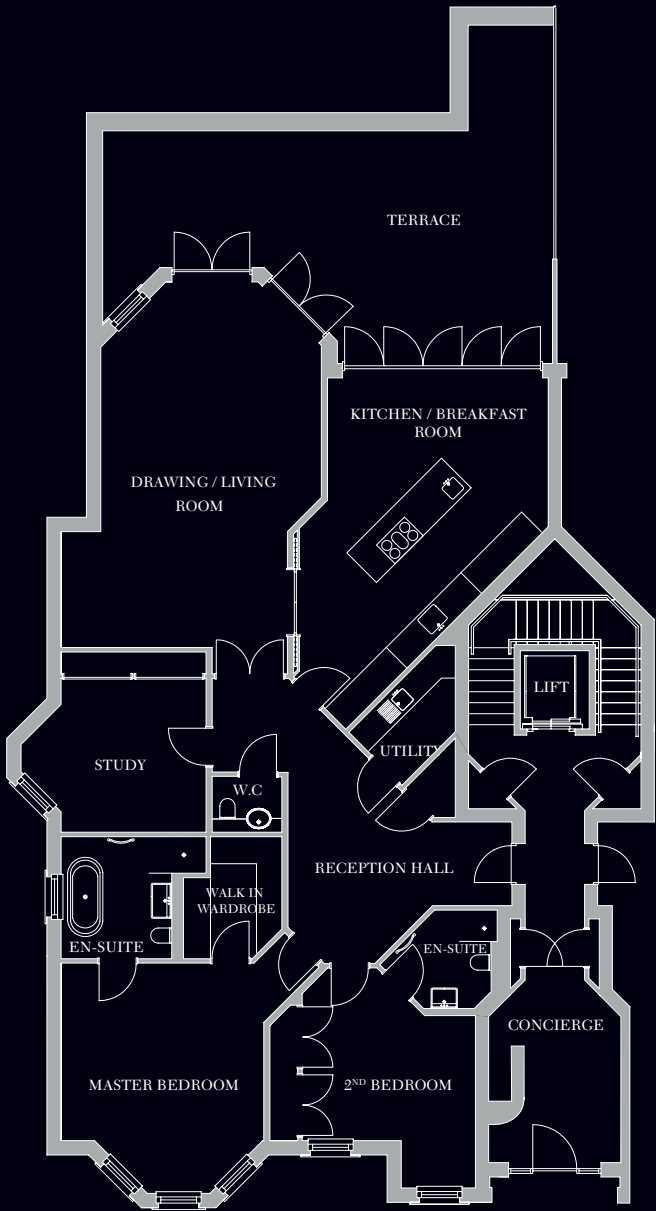 TERRACE
KITCHEN / BREAKFAST
ROOM
DRAWING / LIVING
ROOM
LIFT
UTILITY
STUDY
W.C
RECEPTION HALL
WALK IN
WARDROBE
EN-SUITE
EN-SUITE
CONCIERGE
MASTER BEDROOM
2ND BEDROOM